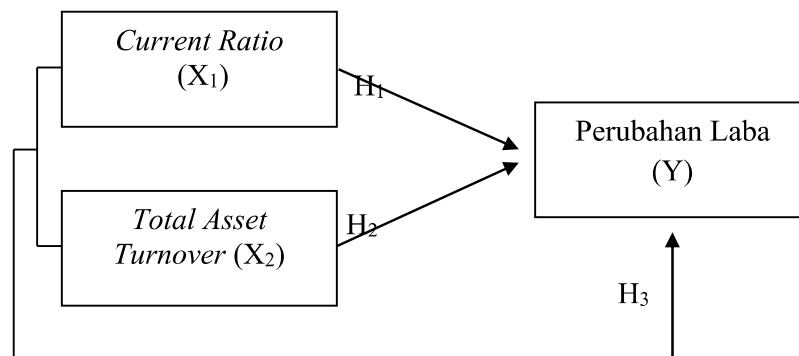 Current Ratio
(X₁)
H₁
Perubahan Laba
(Y)
Total Asset
Turnover (X₂)
H₂
H₃